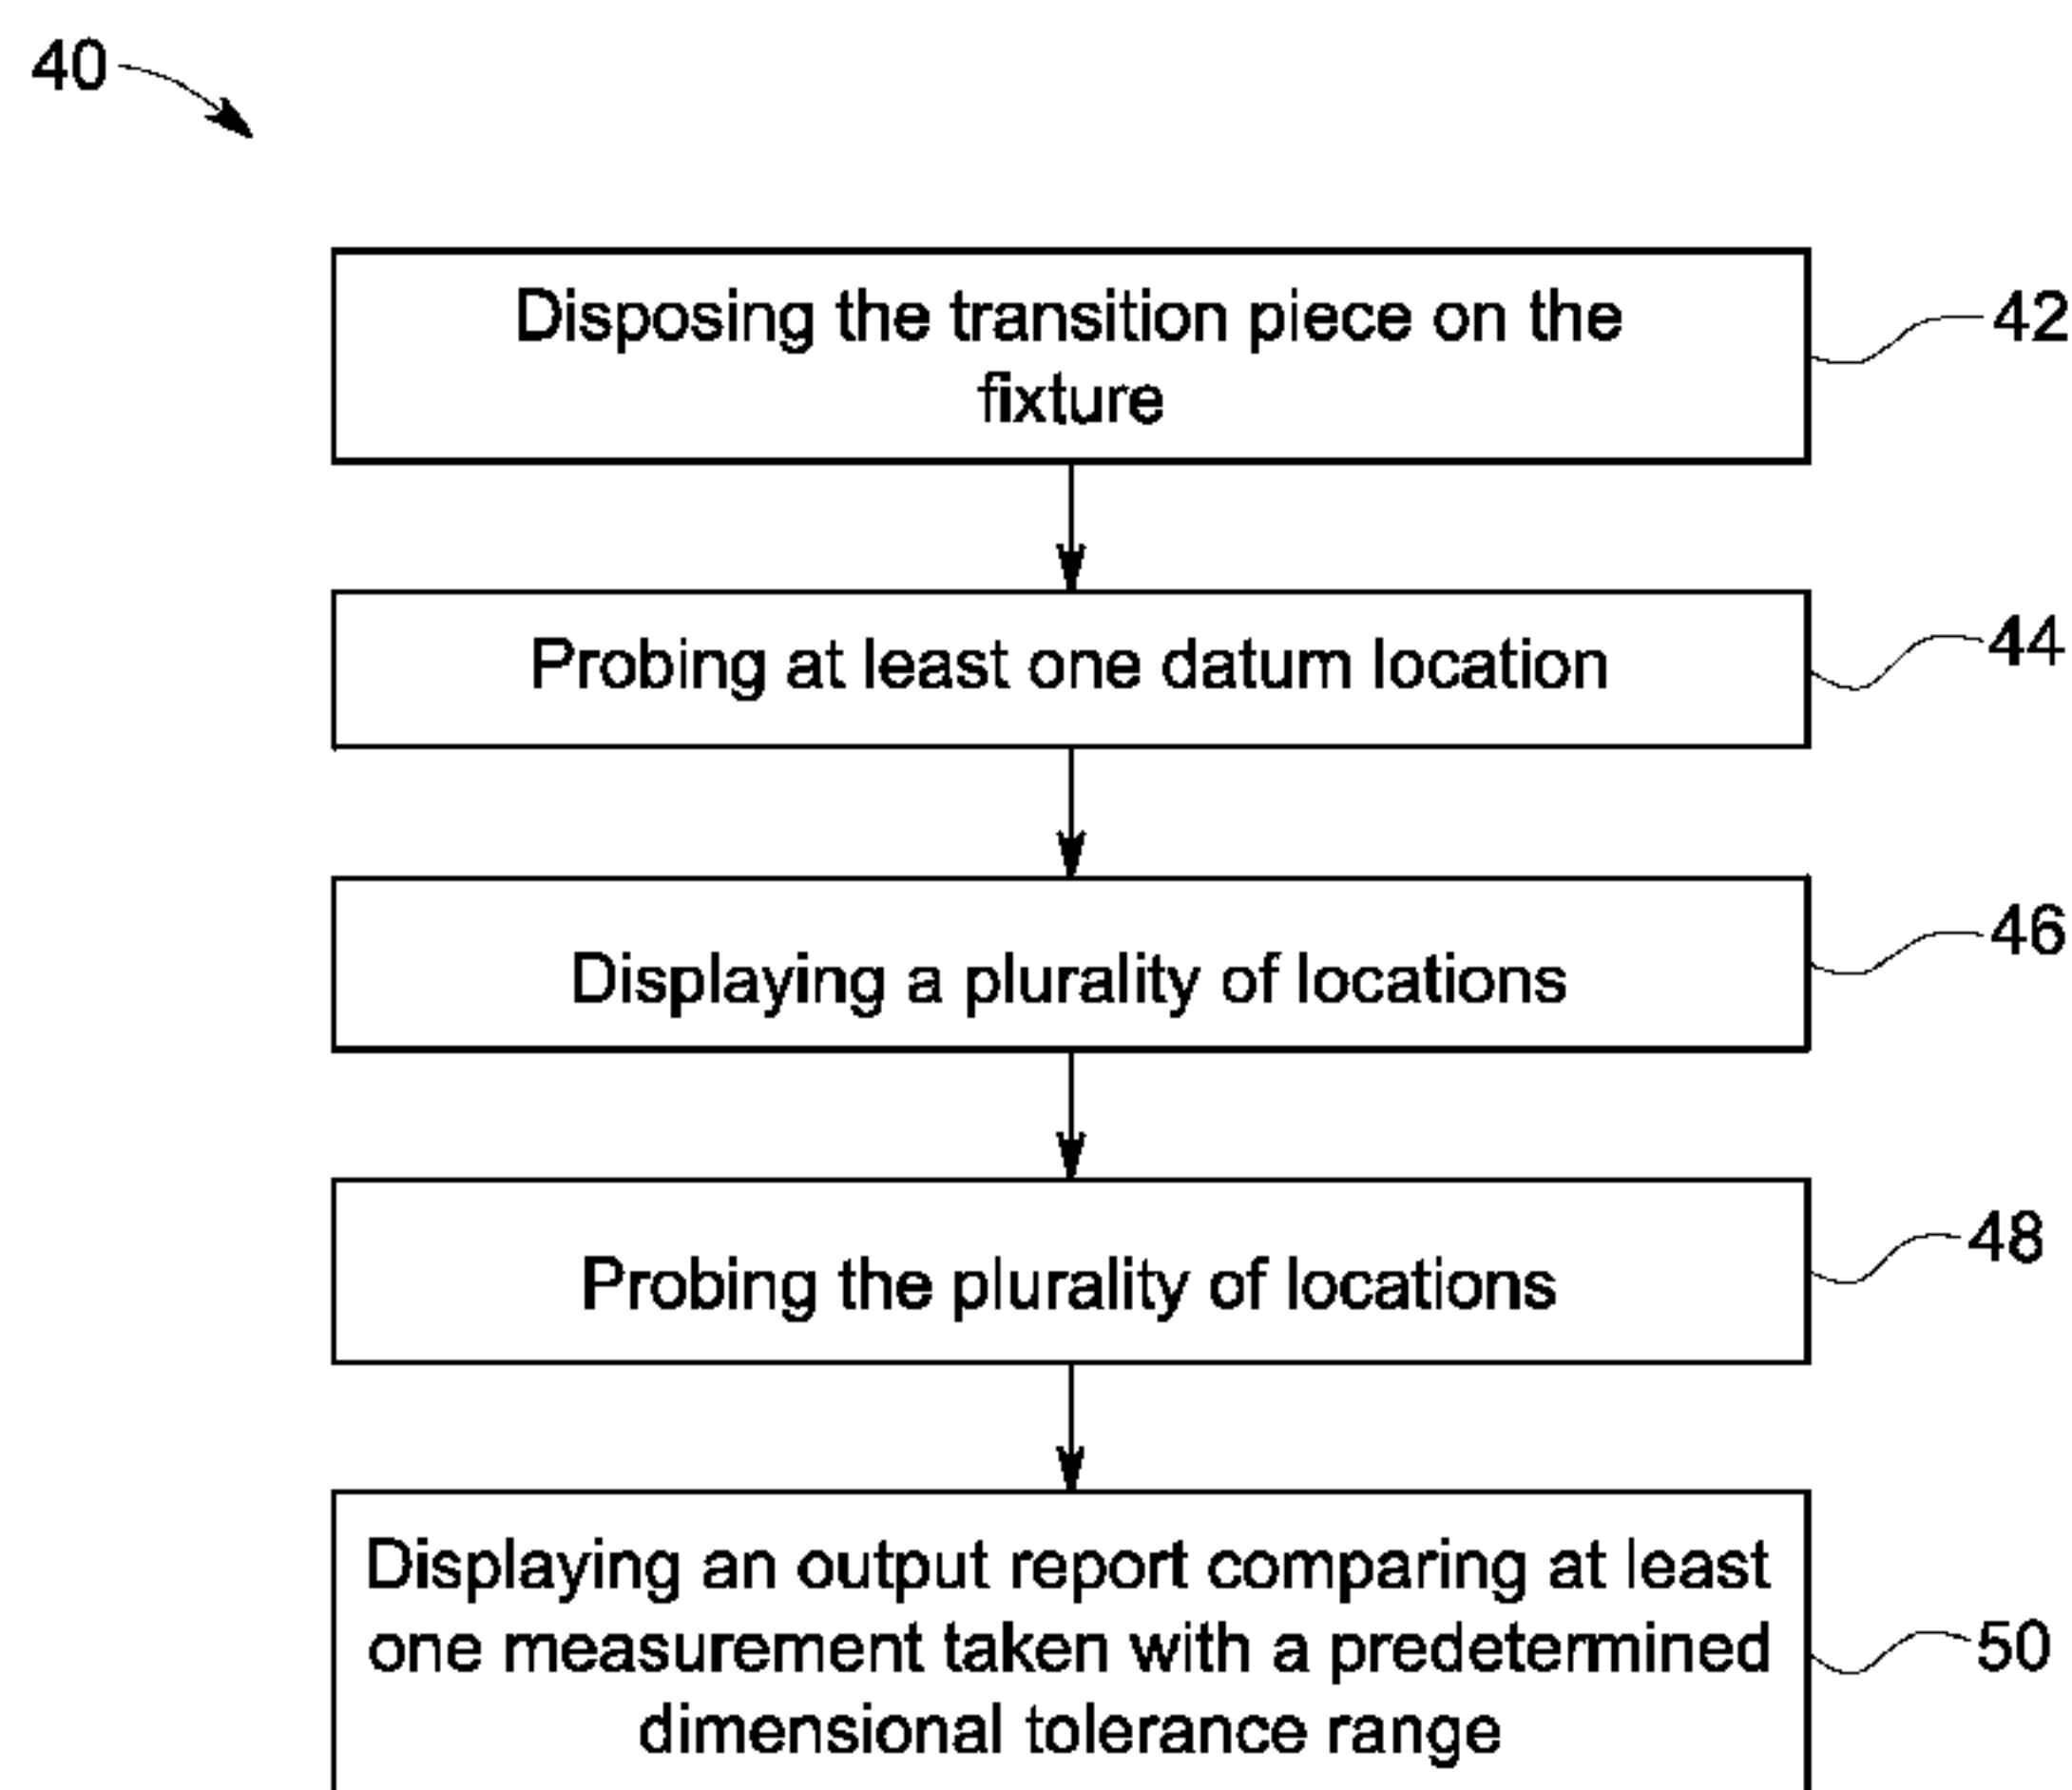 40
Disposing the transition piece on the
fixture
42
Probing at least one datum location
44
Displaying a plurality of locations
46
Probing the plurality of locations
48
Displaying an output report comparing at least
one measurement taken with a predetermined
dimensional tolerance range
50